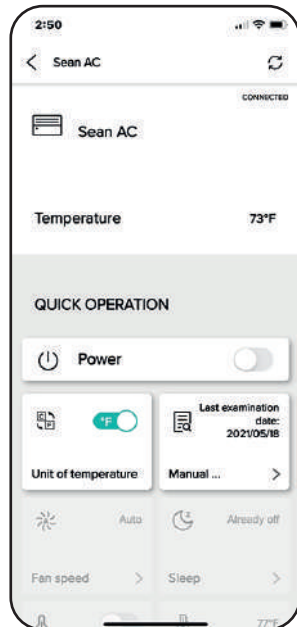 2:50
Sean AC
CONNECTED
Sean AC
Temperature 73°F
QUICK OPERATION
Power
°F
Last examination
date:
2021/05/18
Unit of temperature
Manual ...
Auto
Already off
Fan speed
Sleep
77°F